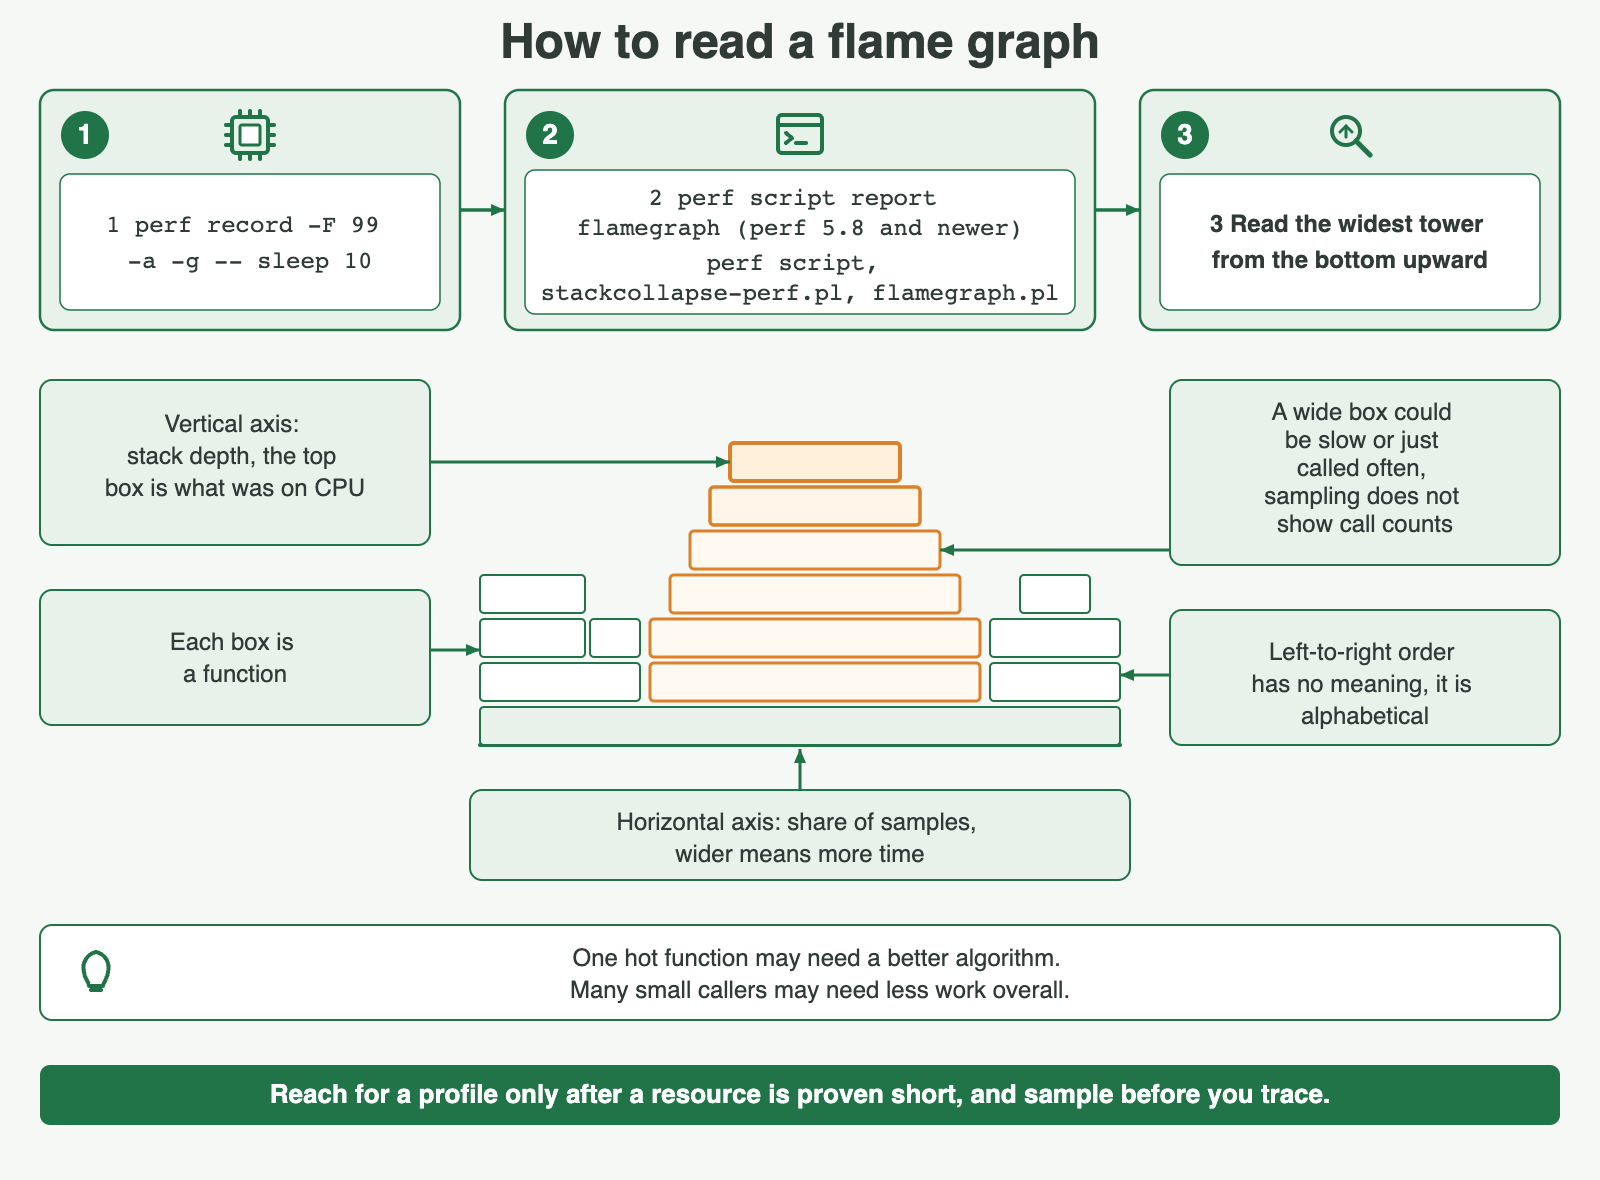 How to read a flame graph
1
1 perf record -F 99
-a -g -- sleep 10
2
2 perf script report
flamegraph (perf 5.8 and newer)
perf script,
stackcollapse-perf.pl, flamegraph.pl
3
3 Read the widest tower
from the bottom upward
Vertical axis:
stack depth, the top
box is what was on CPU
A wide box could
be slow or just
called often,
sampling does not
show call counts
Each box is
a function
Left-to-right order
has no meaning, it is
alphabetical
Horizontal axis: share of samples,
wider means more time
One hot function may need a better algorithm.
Many small callers may need less work overall.
Reach for a profile only after a resource is proven short, and sample before you trace.